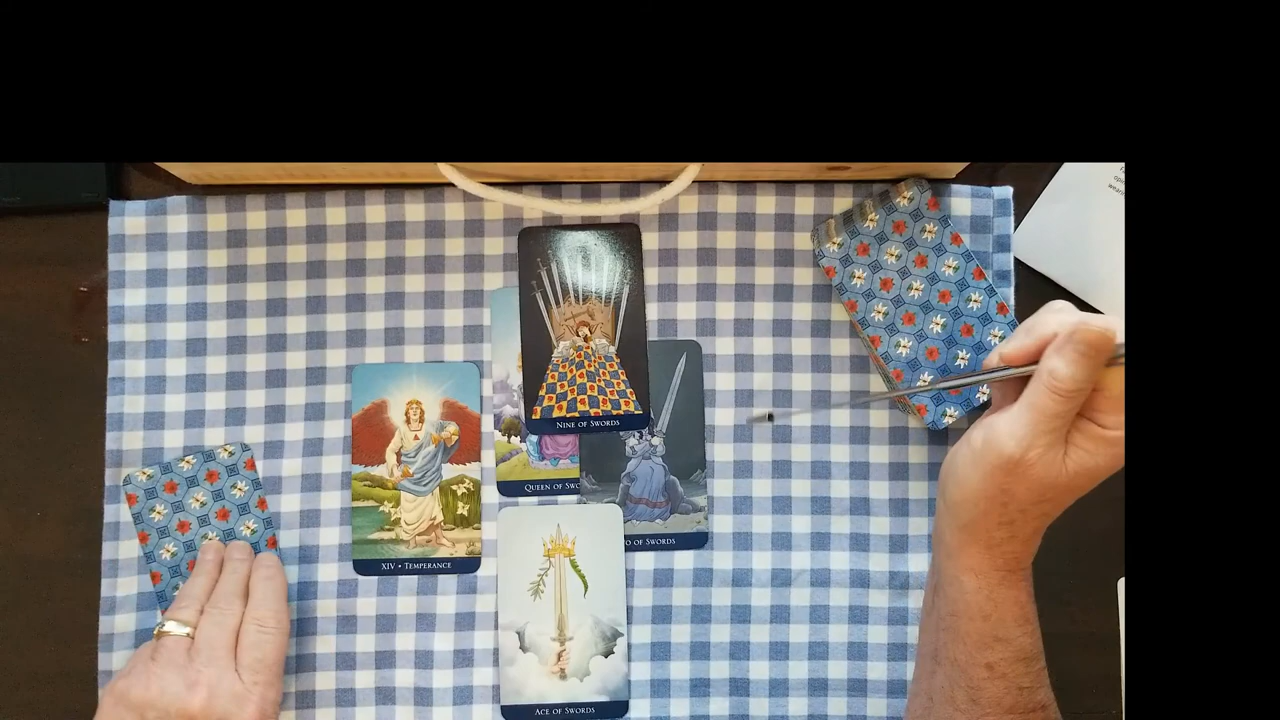 NINE OF SWORDS
QUEEN OF SWO
O OF SWORDS
XIV • TEMPERANCE
ACE OF SWORDS